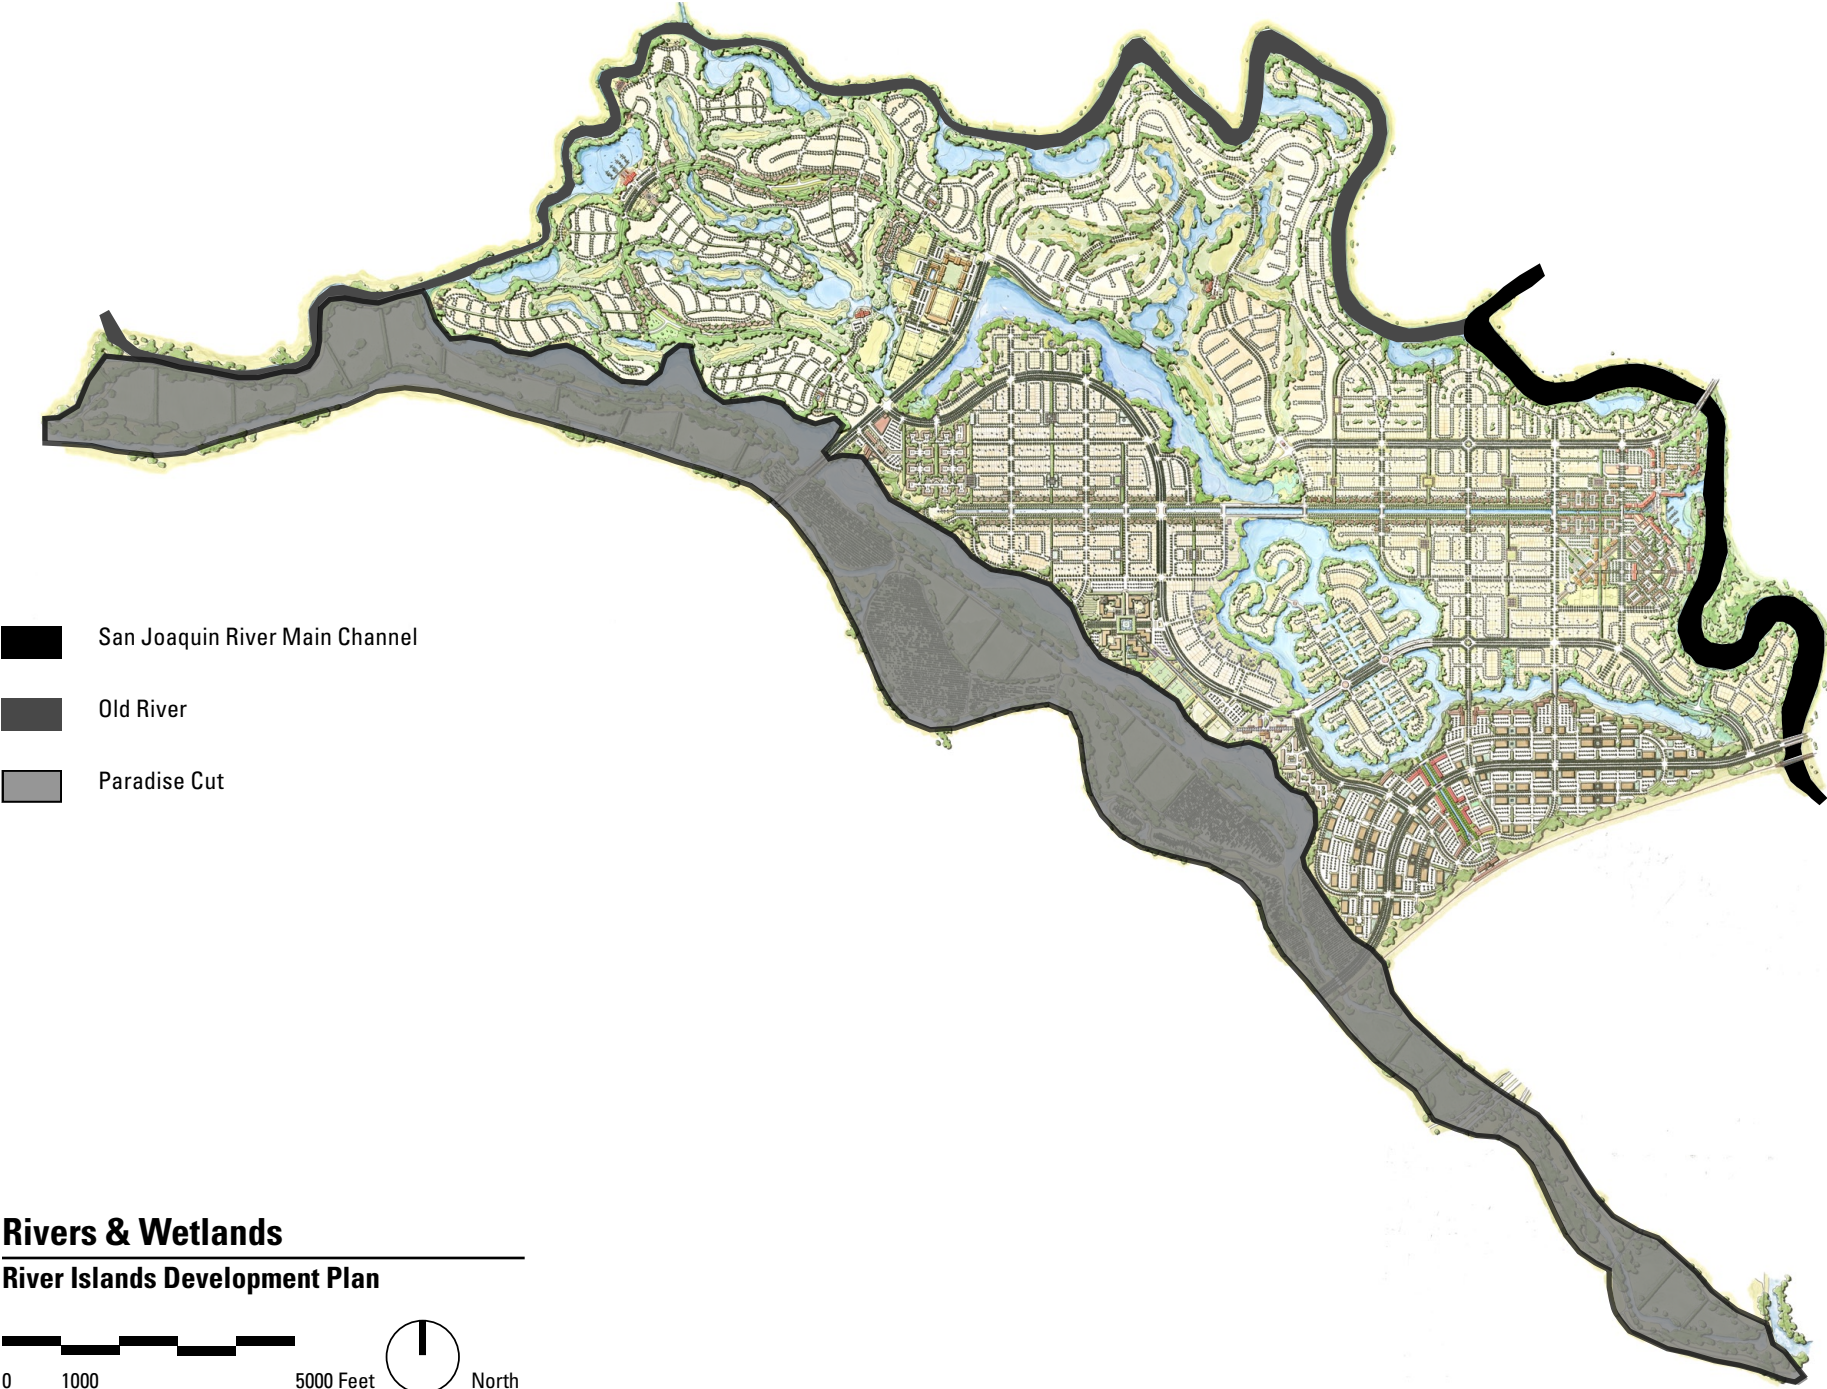 San Joaquin River Main Channel
Old River
Paradise Cut
Rivers & Wetlands
River Islands Development Plan
0 1000 5000 Feet North